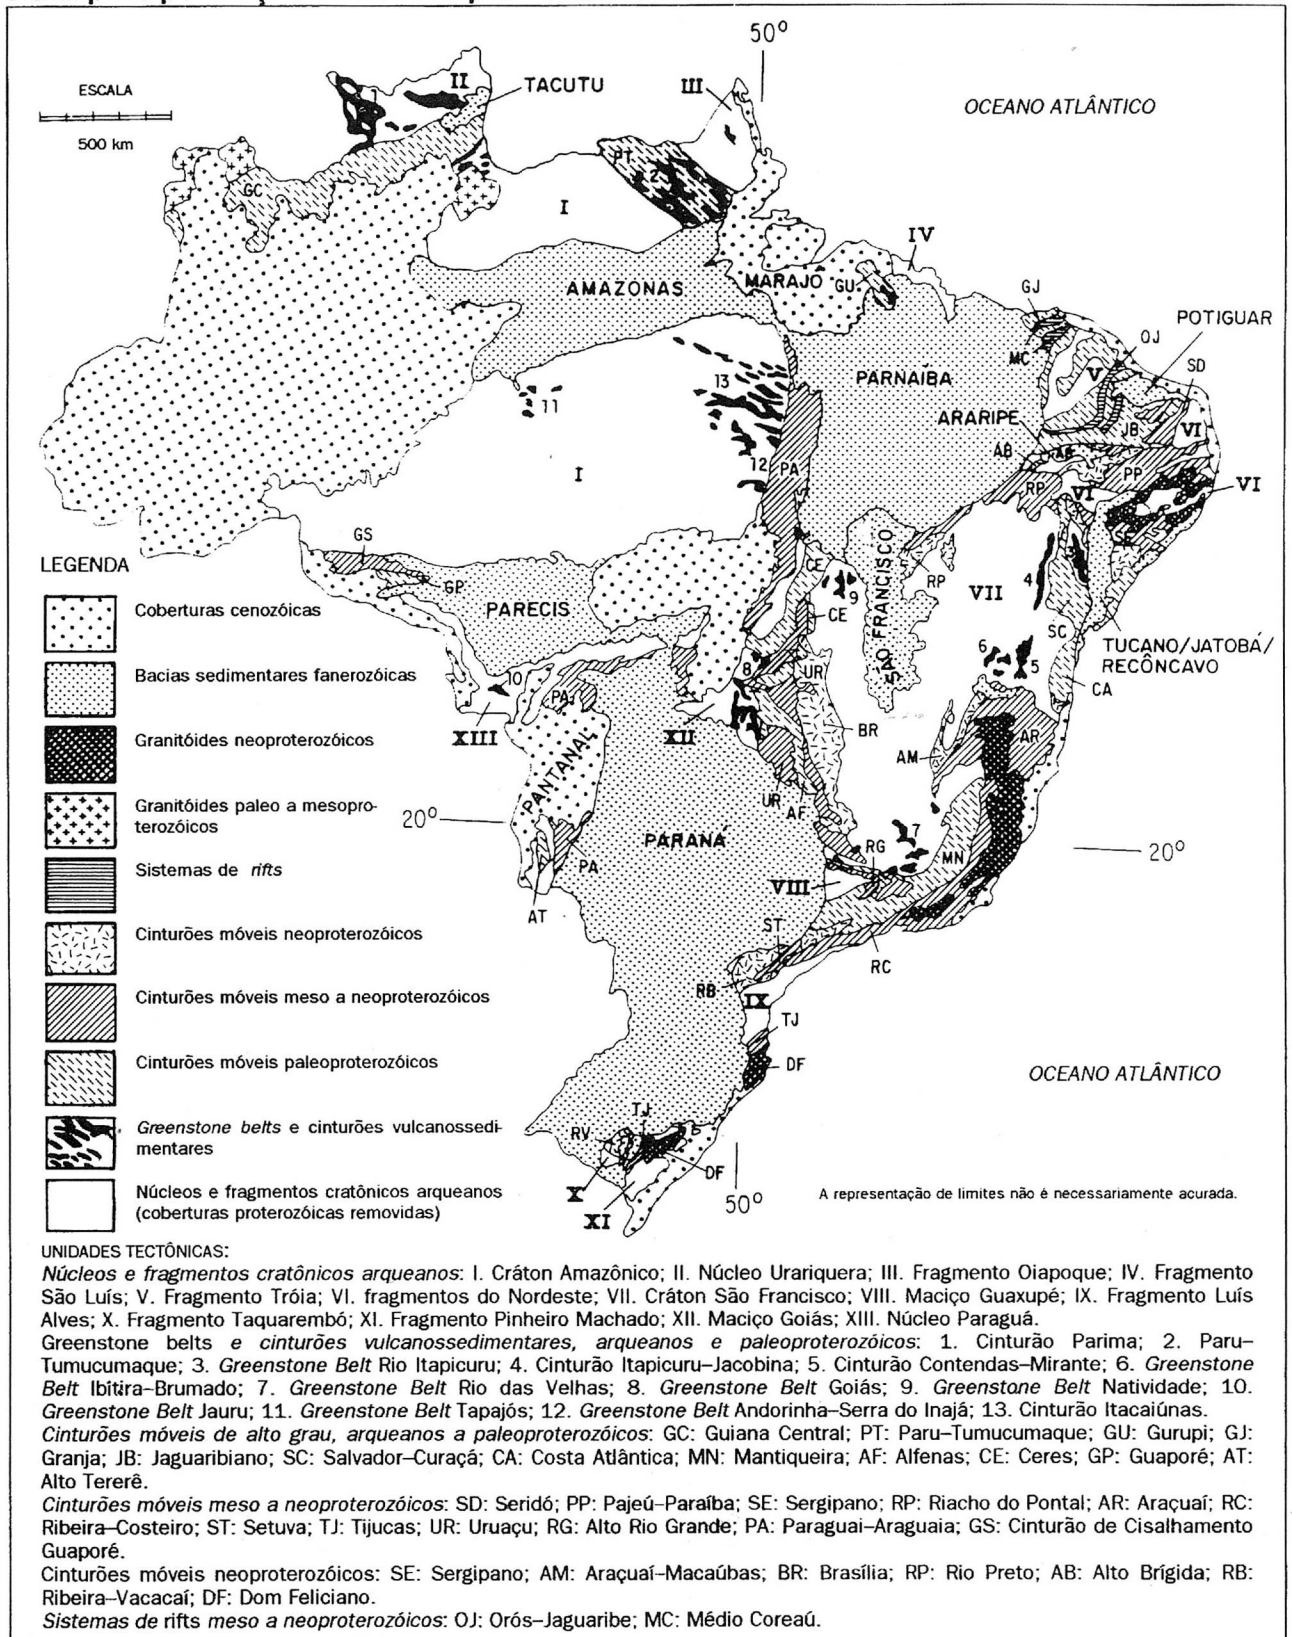 50º
ESCALA
500 km
II
TACUTU
III
OCEANO ATLÂNTICO
1
PT
2
GC
I
IV
AMAZONAS
MARAJÓ
GU
GJ
POTIGUAR
OJ
MC
SD
V
PARNAÍBA
13
11
ARARIPE
JB
VI
AB
AB
PP
12
PA
I
RP
VI
VI
GS
SE
LEGENDA
GP
CE
SÃO FRANCISCO
RP
4
3
VII
PARECIS
9
CE
Coberturas cenozóicas
SC
TUCANO/JATOBÁ/
RECÔNCAVO
6
5
8
UR
CA
Bacias sedimentares fanerozóicas
10
PA
XIII
XII
BR
AR
Granitóides neoproterozóicos
PANTANAL
AM
UR
AF
Granitóides paleo a mesopro-
terozóicos
20º
PARANÁ
7
RG
MN
20º
Sistemas de rifts
PA
VIII
AT
ST
Cinturões móveis neoproterozóicos
RC
RB
IX
Cinturões móveis meso a neoproterozóicos
TJ
Cinturões móveis paleoproterozóicos
DF
OCEANO ATLÂNTICO
TJ
Greenstone belts e cinturões vulcanossedi-
mentares
RV
DF
X
Núcleos e fragmentos cratônicos arqueanos
(coberturas proterozóicas removidas)
XI
50º
A representação de limites não é necessariamente acurada.
UNIDADES TECTÔNICAS:
Núcleos e fragmentos cratônicos arqueanos: I. Cráton Amazônico; II. Núcleo Urariquera; III. Fragmento Oiapoque; IV. Fragmento
São Luís; V. Fragmento Tróia; VI. fragmentos do Nordeste; VII. Cráton São Francisco; VIII. Maciço Guaxupé; IX. Fragmento Luís
Alves; X. Fragmento Taquarembó; XI. Fragmento Pinheiro Machado; XII. Maciço Goiás; XIII. Núcleo Paraguá.
Greenstone belts e cinturões vulcanossedimentares, arqueanos e paleoproterozóicos: 1. Cinturão Parima; 2. Paru-
Tumucumaque; 3. Greenstone Belt Rio Itapicuru; 4. Cinturão Itapicuru–Jacobina; 5. Cinturão Contendas–Mirante; 6. Greenstone
Belt Ibitira–Brumado; 7. Greenstone Belt Rio das Velhas; 8. Greenstone Belt Goiás; 9. Greenstone Belt Natividade; 10.
Greenstone Belt Jauru; 11. Greenstone Belt Tapajós; 12. Greenstone Belt Andorinha–Serra do Inajá; 13. Cinturão Itacaiúnas.
Cinturões móveis de alto grau, arqueanos a paleoproterozóicos: GC: Guiana Central; PT: Paru–Tumucumaque; GU: Gurupi; GJ:
Granja; JB: Jaguaribiano; SC: Salvador–Curaçá; CA: Costa Atlântica; MN: Mantiqueira; AF: Alfenas; CE: Ceres; GP: Guaporé; AT:
Alto Tererê.
Cinturões móveis meso a neoproterozóicos: SD: Seridó; PP: Pajeú–Paraíba; SE: Sergipano; RP: Riacho do Pontal; AR: Araçuaí; RC:
Ribeira–Costeiro; ST: Setuva; TJ: Tijucas; UR: Uruaçu; RG: Alto Rio Grande; PA: Paraguai–Araguaia; GS: Cinturão de Cisalhamento
Guaporé.
Cinturões móveis neoproterozóicos: SE: Sergipano; AM: Araçuaí–Macaúbas; BR: Brasília; RP: Rio Preto; AB: Alto Brígida; RB:
Ribeira–Vacacaí; DF: Dom Feliciano.
Sistemas de rifts meso a neoproterozóicos: OJ: Orós–Jaguaribe; MC: Médio Coreaú.